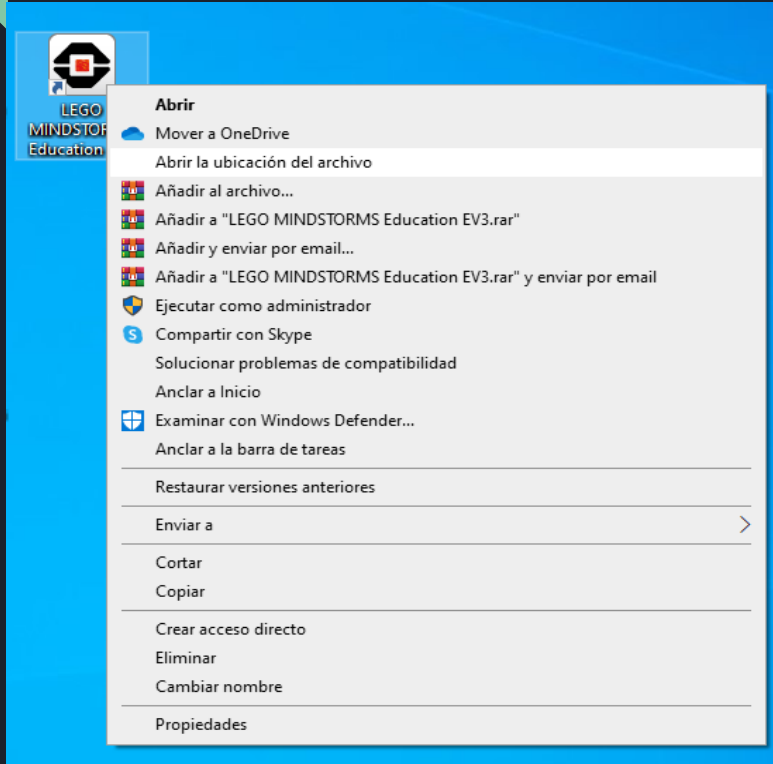 LEGO
MINDSTOR
Education
Abrir
Mover a OneDrive
Abrir la ubicación del archivo
Añadir al archivo...
Añadir a "LEGO MINDSTORMS Education EV3.rar"
Añadir y enviar por email...
Añadir a "LEGO MINDSTORMS Education EV3.rar" y enviar por email
Ejecutar como administrador
S Compartir con Skype
Solucionar problemas de compatibilidad
Anclar a Inicio
Examinar con Windows Defender...
Anclar a la barra de tareas
Restaurar versiones anteriores
Enviar a
Cortar
Copiar
Crear acceso directo
Eliminar
Cambiar nombre
Propiedades